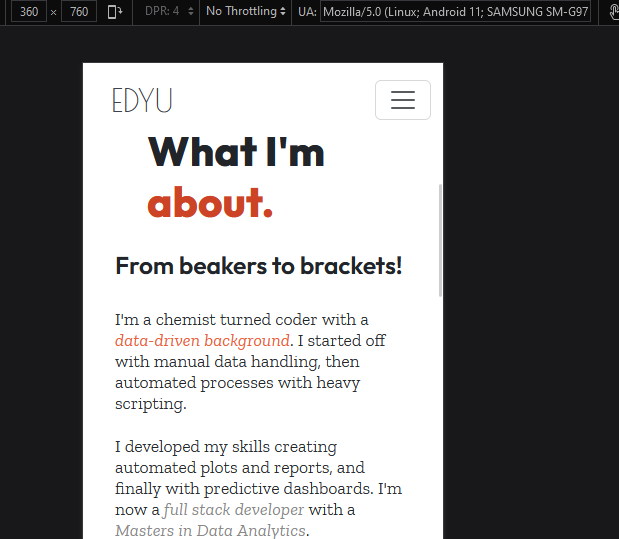 360 × 760 DPR: 4 No Throttling UA: Mozilla/5.0 (Linux; Android 11; SAMSUNG SM-G97
EDYU
What I'm
about.
From beakers to brackets!
I'm a chemist turned coder with a
data-driven background. I started off
with manual data handling, then
automated processes with heavy
scripting.
I developed my skills creating
automated plots and reports, and
finally with predictive dashboards. I'm
now a full stack developer with a
Masters in Data Analytics.